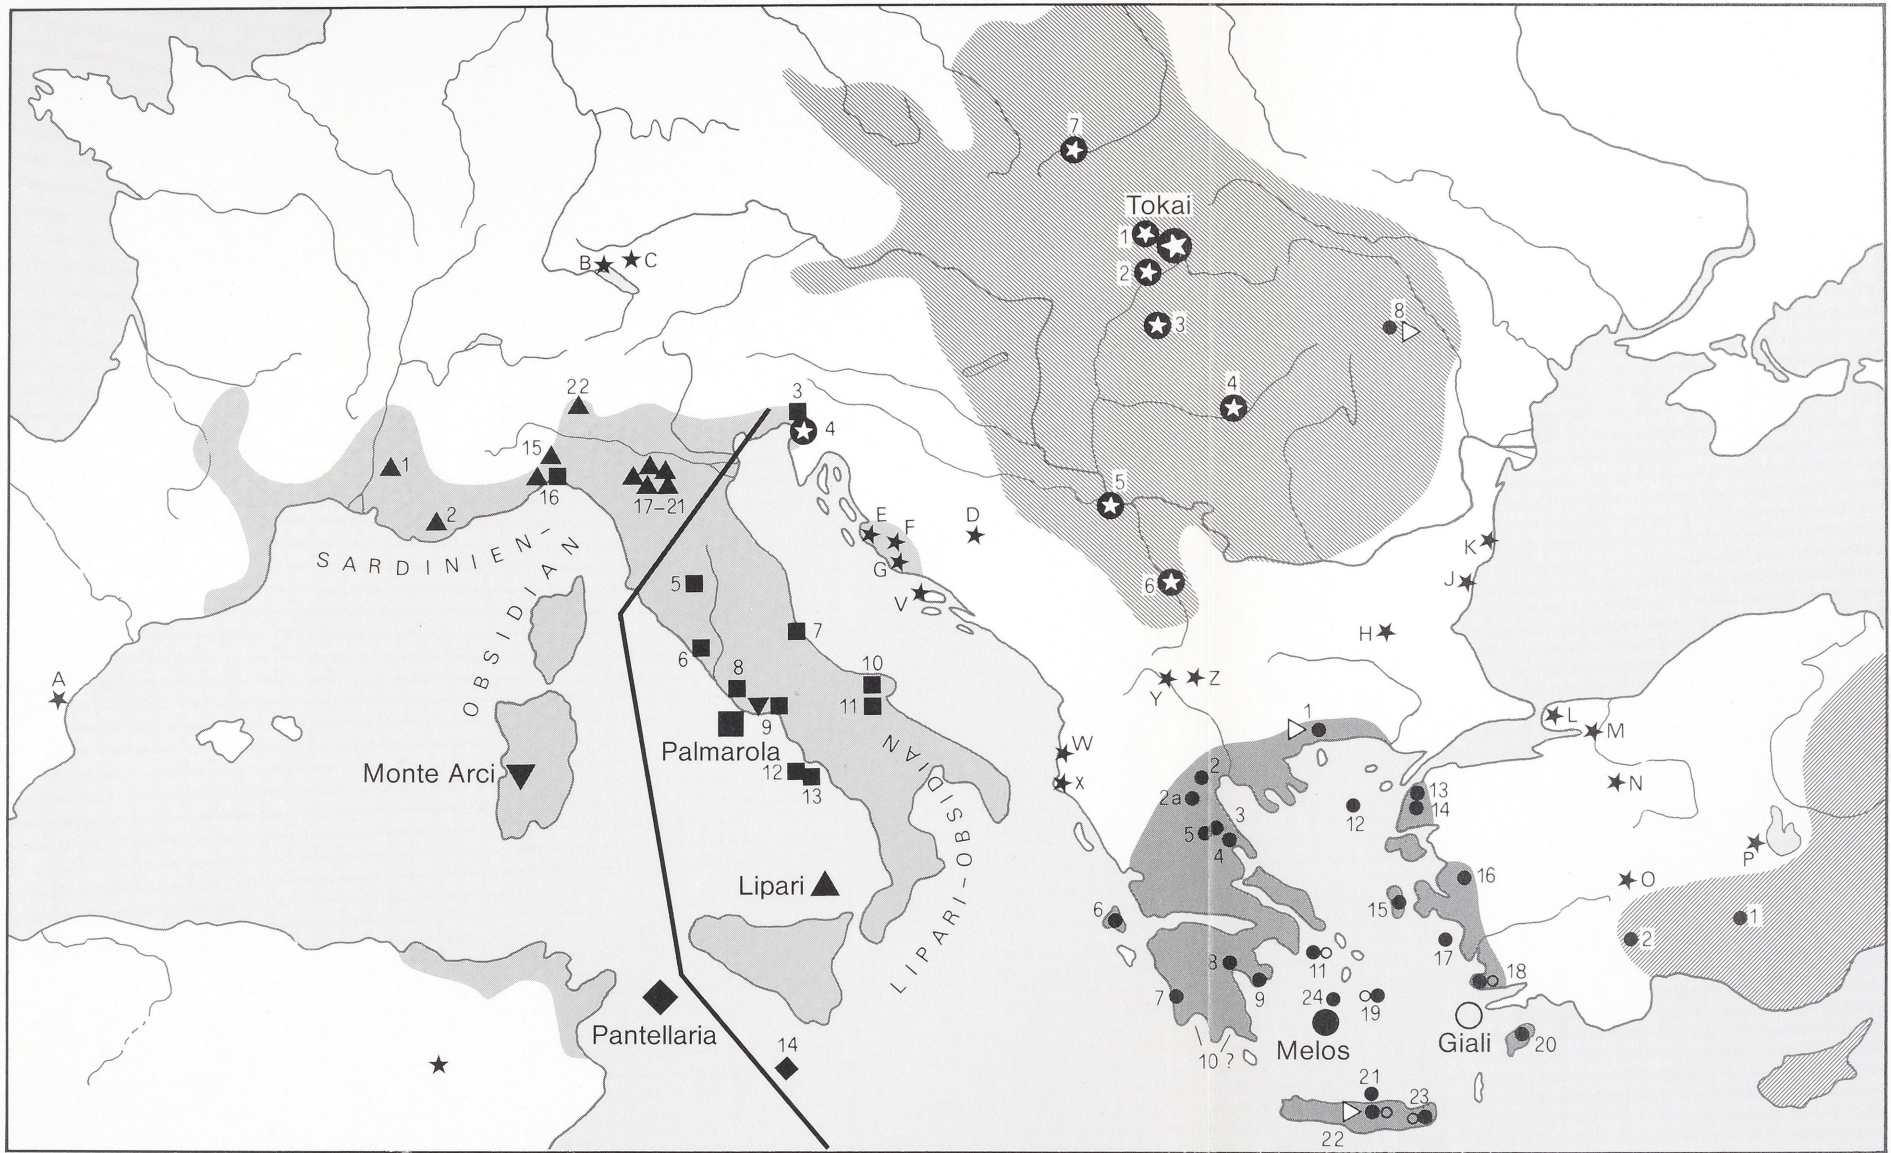 7
Tokai
1
2
B
C
3
8
22
3
4
4
15
1
16
17–21
2
5
SARDINIEN-
OBSIDIAN
E
F
D
G
V
K
J
5
6
7
6
H
A
8
10
Y
Z
11
9
Palmarola
1
L
M
W
Monte Arci
12
13
X
2
2a
N
13
14
12
3
5
4
P
LIPARI-OBSIDIAN
Lipari
16
O
15
6
1
2
17
11
8
18
7
9
24
19
Pantellaria
14
10 ?
Melos
Giali
20
21
23
22